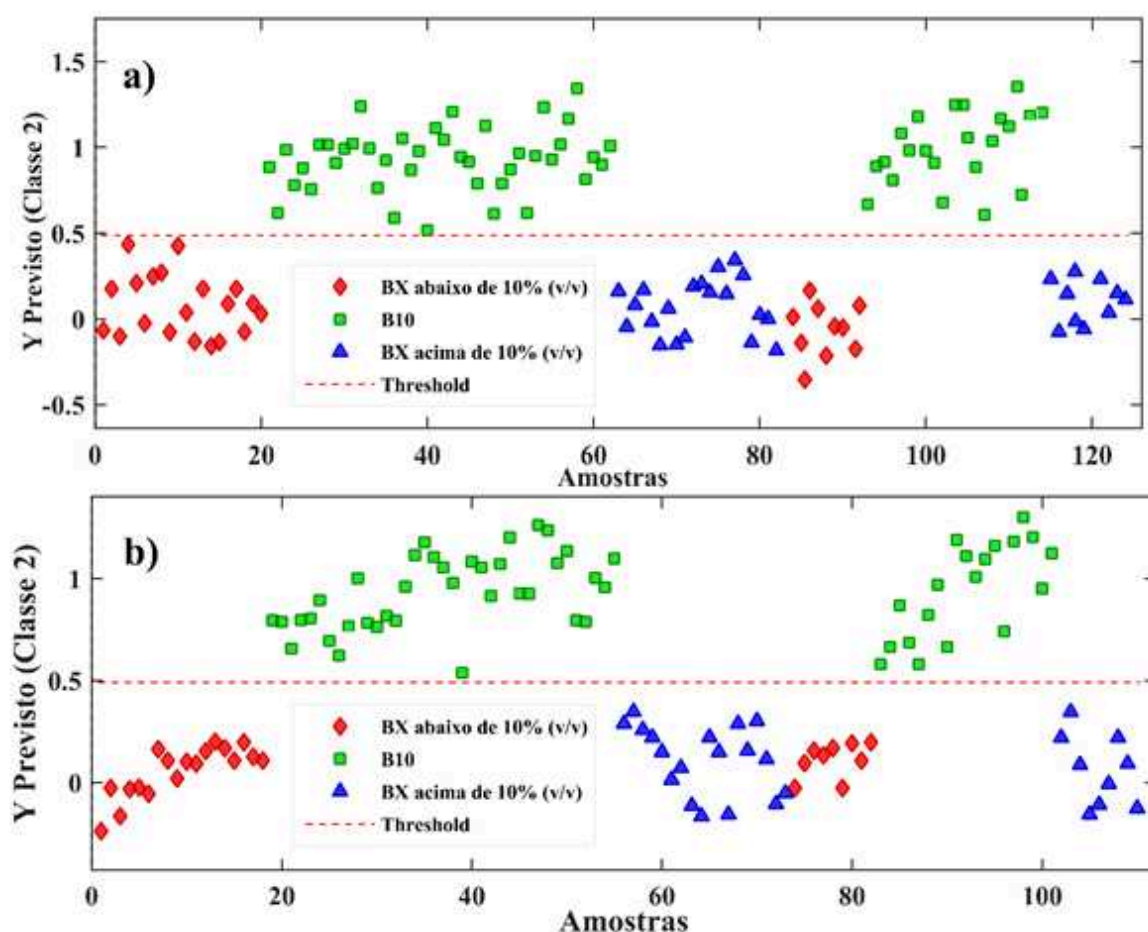 a)
Y Previsto (Classe 2)
1.5
1
0.5
0
-0.5
BX abaixo de 10% (v/v)
B10
BX acima de 10% (v/v)
Threshold
0 20 40 60 80 100 120
Amostras
b)
Y Previsto (Classe 2)
1
0.5
0
BX abaixo de 10% (v/v)
B10
BX acima de 10% (v/v)
Threshold
0 20 40 60 80 100
Amostras